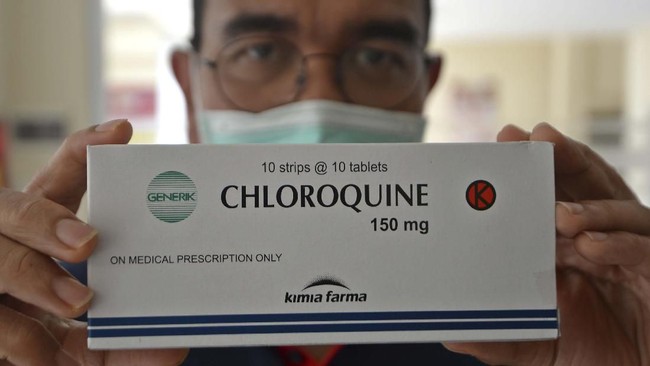 10 strips @ 10 tablets
GENERIK
CHLOROQUINE
K
150 mg
ON MEDICAL PRESCRIPTION ONLY
kimia farma